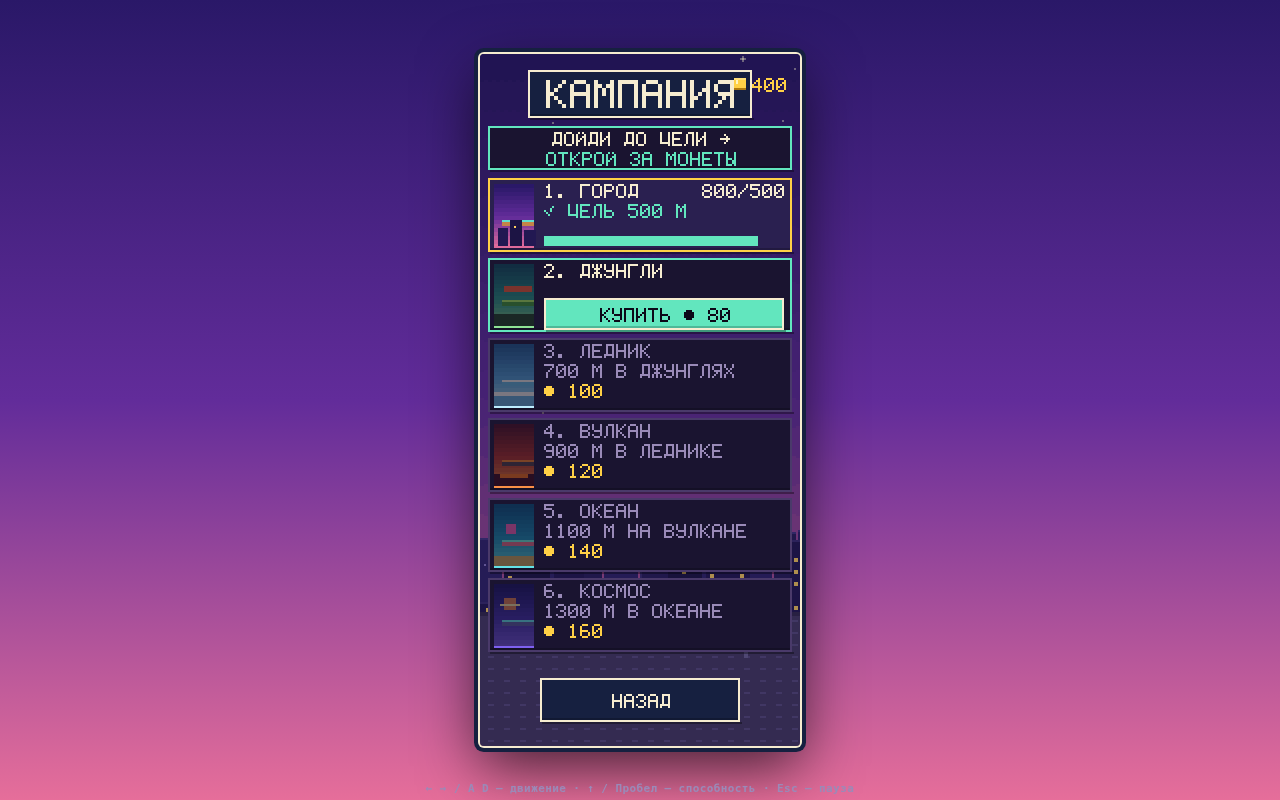 КАМПАНИЯ
400
ДОЙДИ ДО ЦЕЛИ →
ОТКРОЙ ЗА МОНЕТЫ
1. ГОРОД 800/500
✓ ЦЕЛЬ 500 М
2. ДЖУНГЛИ
КУПИТЬ ● 80
3. ЛЕДНИК
700 М В ДЖУНГЛЯХ
● 100
4. ВУЛКАН
900 М В ЛЕДНИКЕ
● 120
5. ОКЕАН
1100 М НА ВУЛКАНЕ
● 140
6. КОСМОС
1300 М В ОКЕАНЕ
● 160
НАЗАД
/ A D — движение · ↑ / Пробел — способность · Esc — пауза